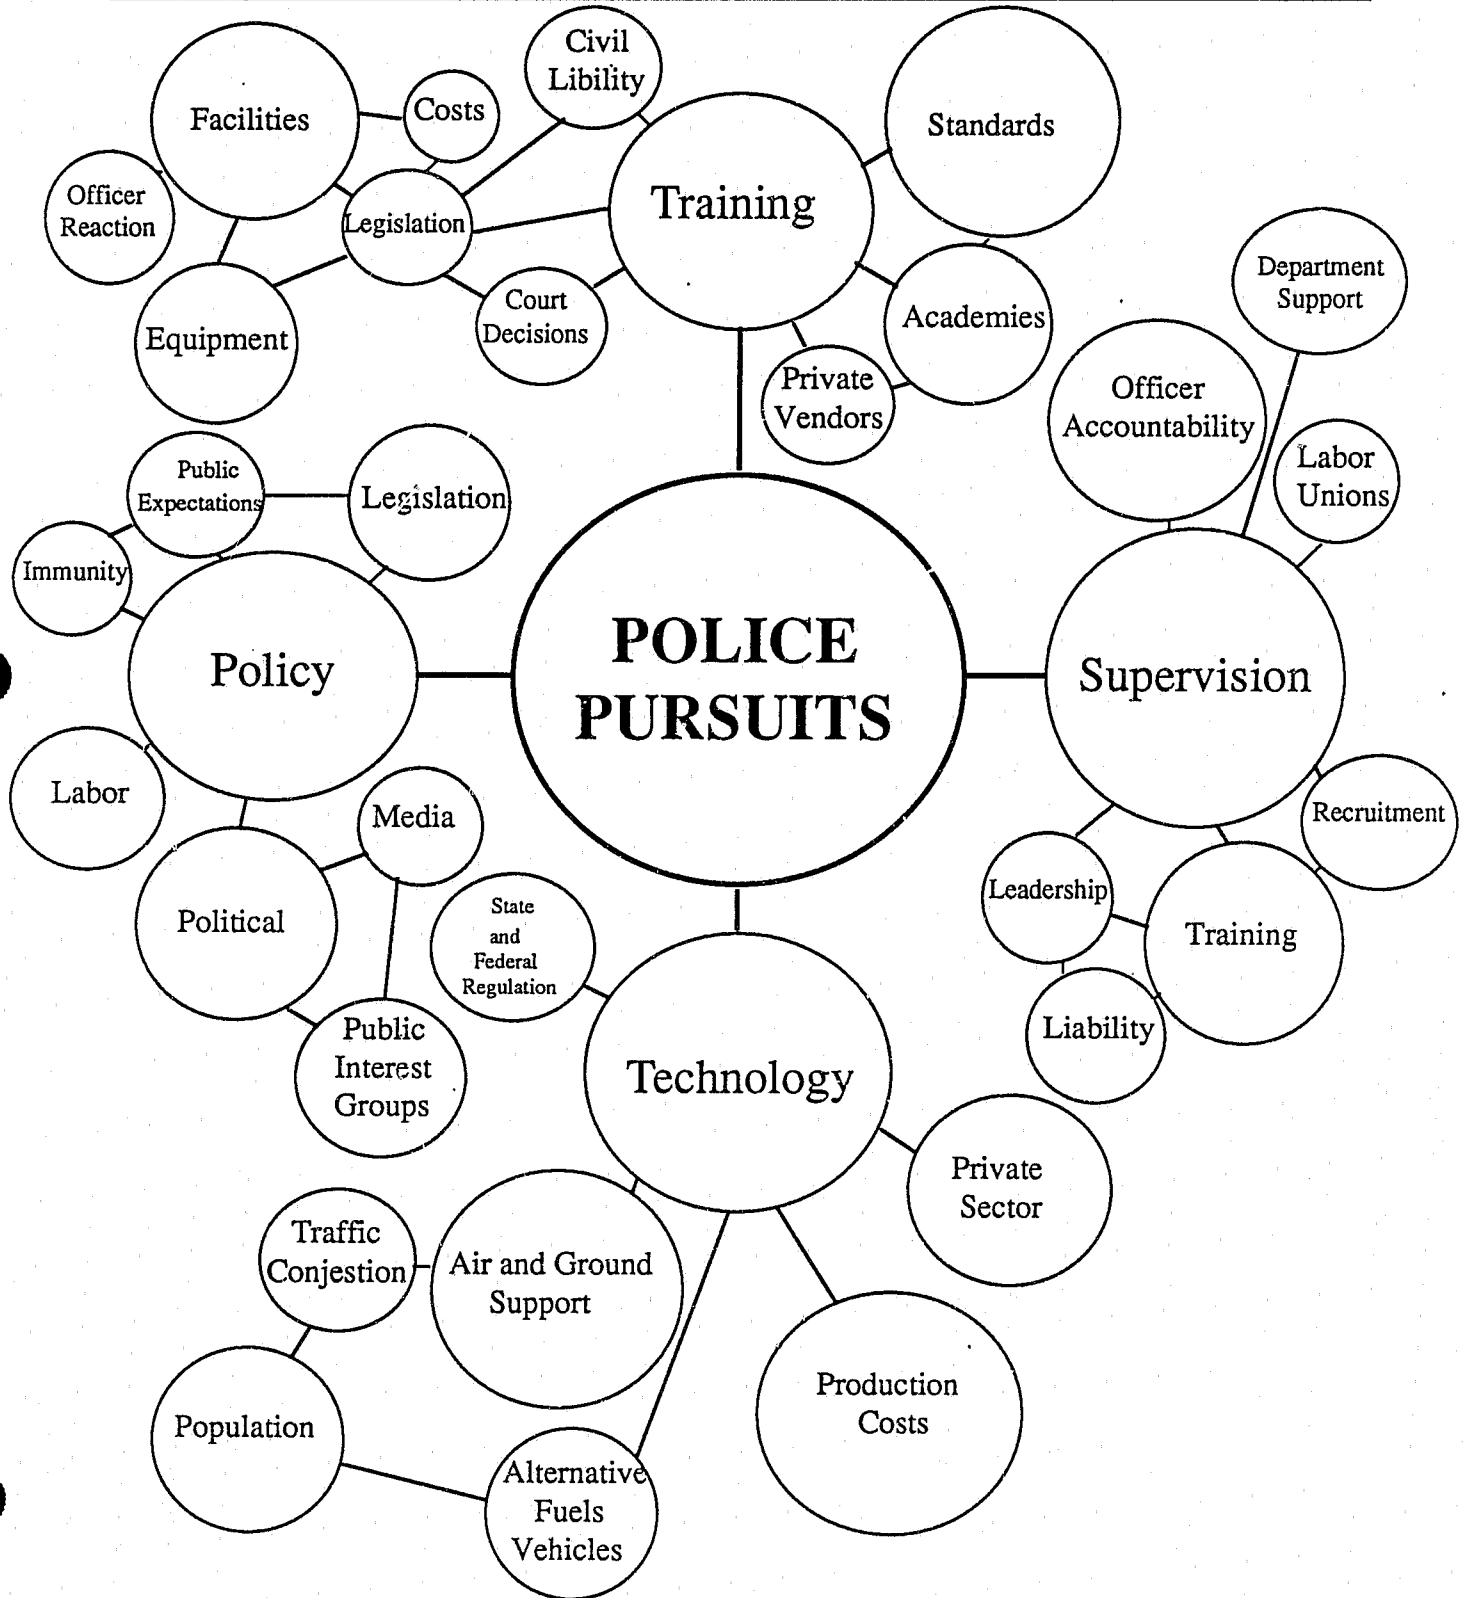 Civil
Libility
Facilities
Costs
Standards
Officer
Reaction
Legislation
Training
Department
Support
Equipment
Court
Decisions
Academies
Private
Vendors
Officer
Accountability
Labor
Unions
Public
Expectations
Legislation
Immunity
Policy
POLICE
PURSUITS
Supervision
Labor
Media
Recruitment
Political
State
and
Federal
Regulation
Leadership
Training
Public
Interest
Groups
Liability
Technology
Private
Sector
Traffic
Conjestion
Air and Ground
Support
Production
Costs
Population
Alternative
Fuels
Vehicles